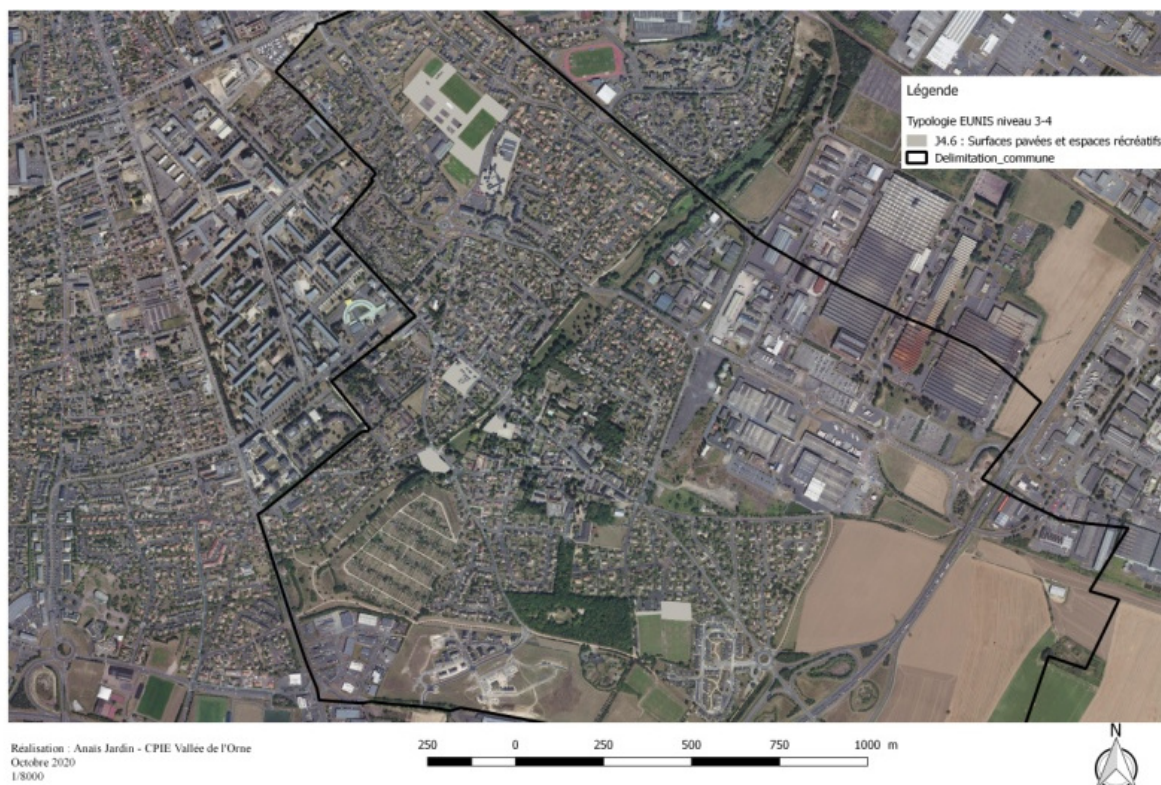 Légende
Typologie EUNIS niveau 3-4
J4.6 : Surfaces pavées et espaces récréatifs
Delimitation_commune
Réalisation : Anaïs Jardin - CPIE Vallée de l'Orne
Octobre 2020
1/8000
250 0 250 500 750 1000 m
N